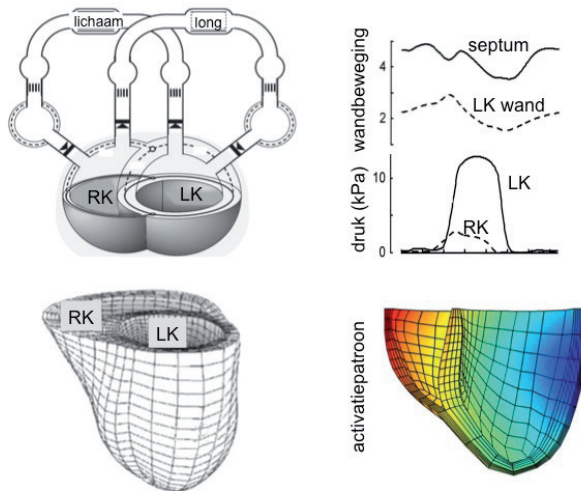 lichaam
long
RK
LK
wandbeweging
4
2
septum
LK wand
druk (kPa)
10
0
LK
RK
RK
LK
activatiepatroon